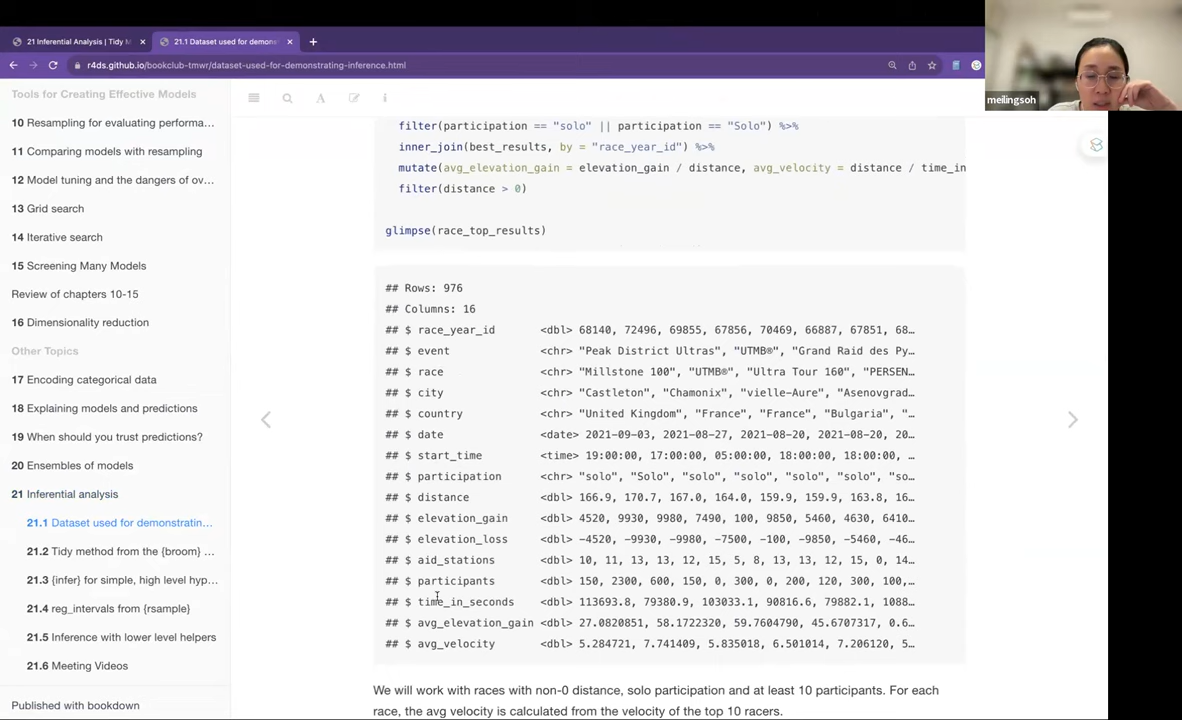 21 Inferential Analysis | Tidy M
21.1 Dataset used for demons
r4ds.github.io/bookclub-tmwr/dataset-used-for-demonstrating-inference.html
meilingsoh
Tools for Creating Effective Models
10 Resampling for evaluating performa…
11 Comparing models with resampling
12 Model tuning and the dangers of ov…
13 Grid search
14 Iterative search
15 Screening Many Models
Review of chapters 10-15
16 Dimensionality reduction
Other Topics
17 Encoding categorical data
18 Explaining models and predictions
19 When should you trust predictions?
20 Ensembles of models
21 Inferential analysis
21.1 Dataset used for demonstratin…
21.2 Tidy method from the {broom} …
21.3 {infer} for simple, high level hyp…
21.4 reg_intervals from {rsample}
21.5 Inference with lower level helpers
21.6 Meeting Videos
Published with bookdown
filter(participation == "solo" || participation == "Solo") %>%
inner_join(best_results, by = "race_year_id") %>%
mutate(avg_elevation_gain = elevation_gain / distance, avg_velocity = distance / time_in
filter(distance > 0)
glimpse(race_top_results)
## Rows: 976
## Columns: 16
## $ race_year_id <dbl> 68140, 72496, 69855, 67856, 70469, 66887, 67851, 68…
## $ event <chr> "Peak District Ultras", "UTMB®", "Grand Raid des Py…
## $ race <chr> "Millstone 100", "UTMB®", "Ultra Tour 160", "PERSEN…
## $ city <chr> "Castleton", "Chamonix", "vielle-Aure", "Asenovgrad…
## $ country <chr> "United Kingdom", "France", "France", "Bulgaria", "…
## $ date <date> 2021-09-03, 2021-08-27, 2021-08-20, 2021-08-20, 20…
## $ start_time <time> 19:00:00, 17:00:00, 05:00:00, 18:00:00, 18:00:00, …
## $ participation <chr> "solo", "Solo", "solo", "solo", "solo", "solo", "so…
## $ distance <dbl> 166.9, 170.7, 167.0, 164.0, 159.9, 159.9, 163.8, 16…
## $ elevation_gain <dbl> 4520, 9930, 9980, 7490, 100, 9850, 5460, 4630, 6410…
## $ elevation_loss <dbl> -4520, -9930, -9980, -7500, -100, -9850, -5460, -46…
## $ aid_stations <dbl> 10, 11, 13, 13, 12, 15, 5, 8, 13, 13, 12, 15, 0, 14…
## $ participants <dbl> 150, 2300, 600, 150, 0, 300, 0, 200, 120, 300, 100,…
## $ time_in_seconds <dbl> 113693.8, 79380.9, 103033.1, 90816.6, 79882.1, 1088…
## $ avg_elevation_gain <dbl> 27.0820851, 58.1722320, 59.7604790, 45.6707317, 0.6…
## $ avg_velocity <dbl> 5.284721, 7.741409, 5.835018, 6.501014, 7.206120, 5…
We will work with races with non-0 distance, solo participation and at least 10 participants. For each
race, the avg velocity is calculated from the velocity of the top 10 racers.